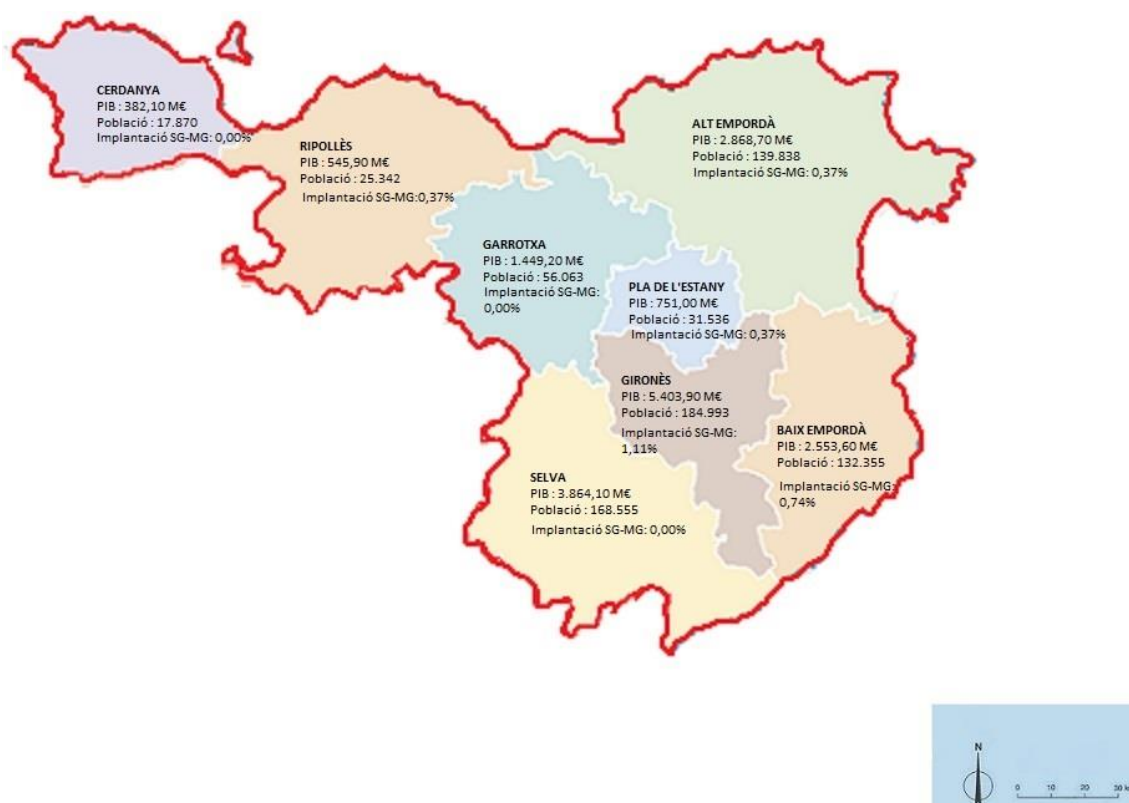 CERDANYA
PIB : 382,10 M€
Població : 17.870
Implantació SG-MG: 0,00%
RIPOLLÈS
PIB : 545,90 M€
Població : 25.342
Implantació SG-MG:0,37%
ALT EMPORDÀ
PIB : 2.868,70 M€
Població : 139.838
Implantació SG-MG: 0,37%
GARROTXA
PIB : 1.449,20 M€
Població : 56.063
Implantació SG-MG:
0,00%
PLA DE L'ESTANY
PIB : 751,00 M€
Població : 31.536
Implantació SG-MG: 0,37%
GIRONÈS
PIB : 5.403,90 M€
Població : 184.993
Implantació SG-MG:
1,11%
BAIX EMPORDÀ
PIB : 2.553,60 M€
Població : 132.355
Implantació SG-MG:
0,74%
SELVA
PIB : 3.864,10 M€
Població : 168.555
Implantació SG-MG: 0,00%
N
0 10 20 30